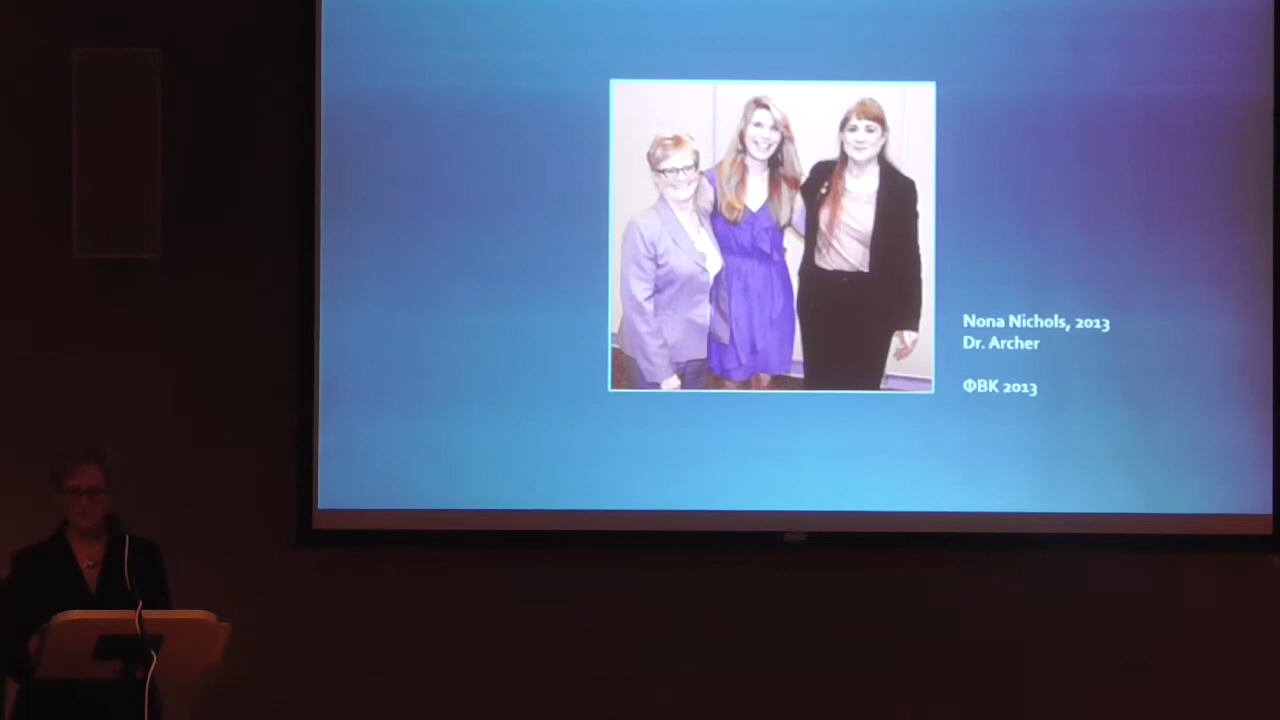 Nona Nichols, 2013
Dr. Archer
ΦBK 2013